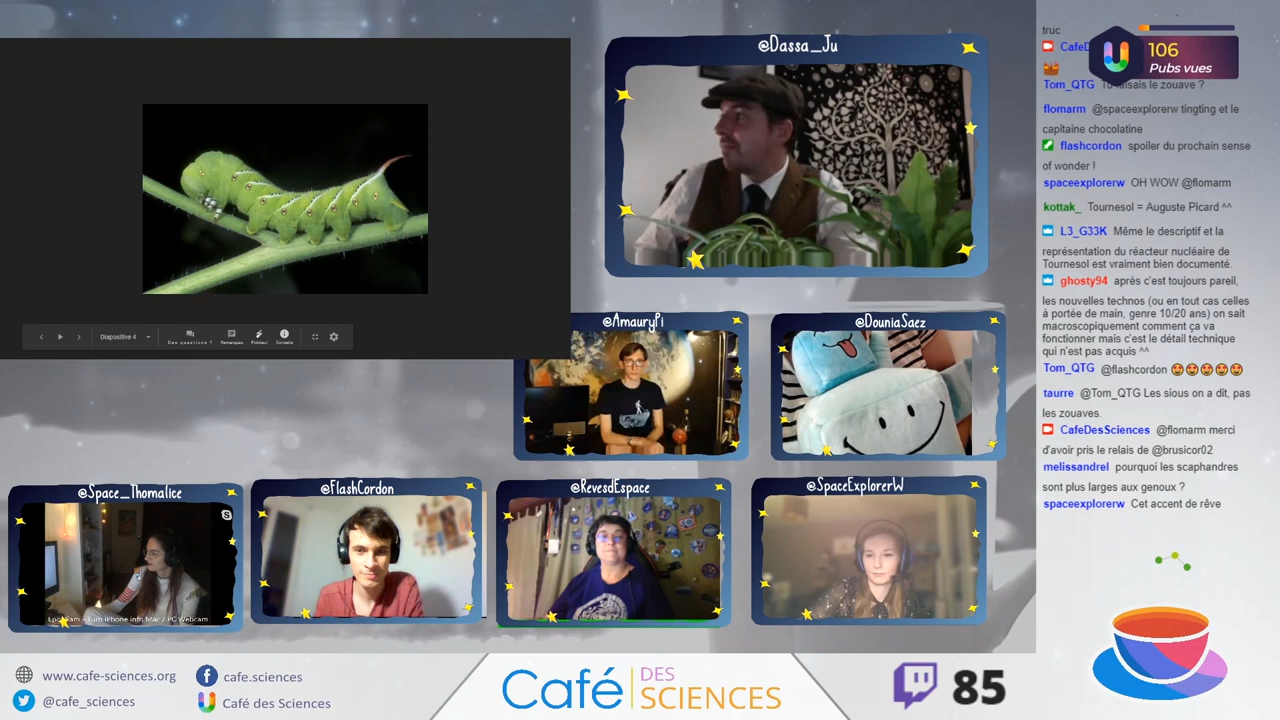 @Dassa_Ju
Diapositive 4
Des questions ?
Remarques
Pointeur
Conseils
@AmauryPi
@DouniaSaez
@Space_Thomalice
@FlashCordon
@RevesdEspace
@SpaceExplorerW
106
Pubs vues
truc
CafeD
Tom_QTG Tu faisais le zouave ?
flomarm @spaceexplorerw tingting et le
capitaine chocolatine
flashcordon spoiler du prochain sense
of wonder !
spaceexplorerw OH WOW @flomarm
kottak_ Tournesol = Auguste Picard ^^
L3_G33K Même le descriptif et la
représentation du réacteur nucléaire de
Tournesol est vraiment bien documenté.
ghosty94 après c'est toujours pareil,
les nouvelles technos (ou en tout cas celles
à portée de main, genre 10/20 ans) on sait
macroscopiquement comment ça va
fonctionner mais c'est le détail technique
qui n'est pas acquis ^^
Tom_QTG @flashcordon
taurre @Tom_QTG Les sious on a dit, pas
les zouaves.
CafeDesSciences @flomarm merci
d'avoir pris le relais de @brusicor02
melissandrel pourquoi les scaphandres
sont plus larges aux genoux ?
spaceexplorerw Cet accent de rêve
www.cafe-sciences.org
cafe.sciences
@cafe_sciences
Café des Sciences
Café DES SCIENCES
85